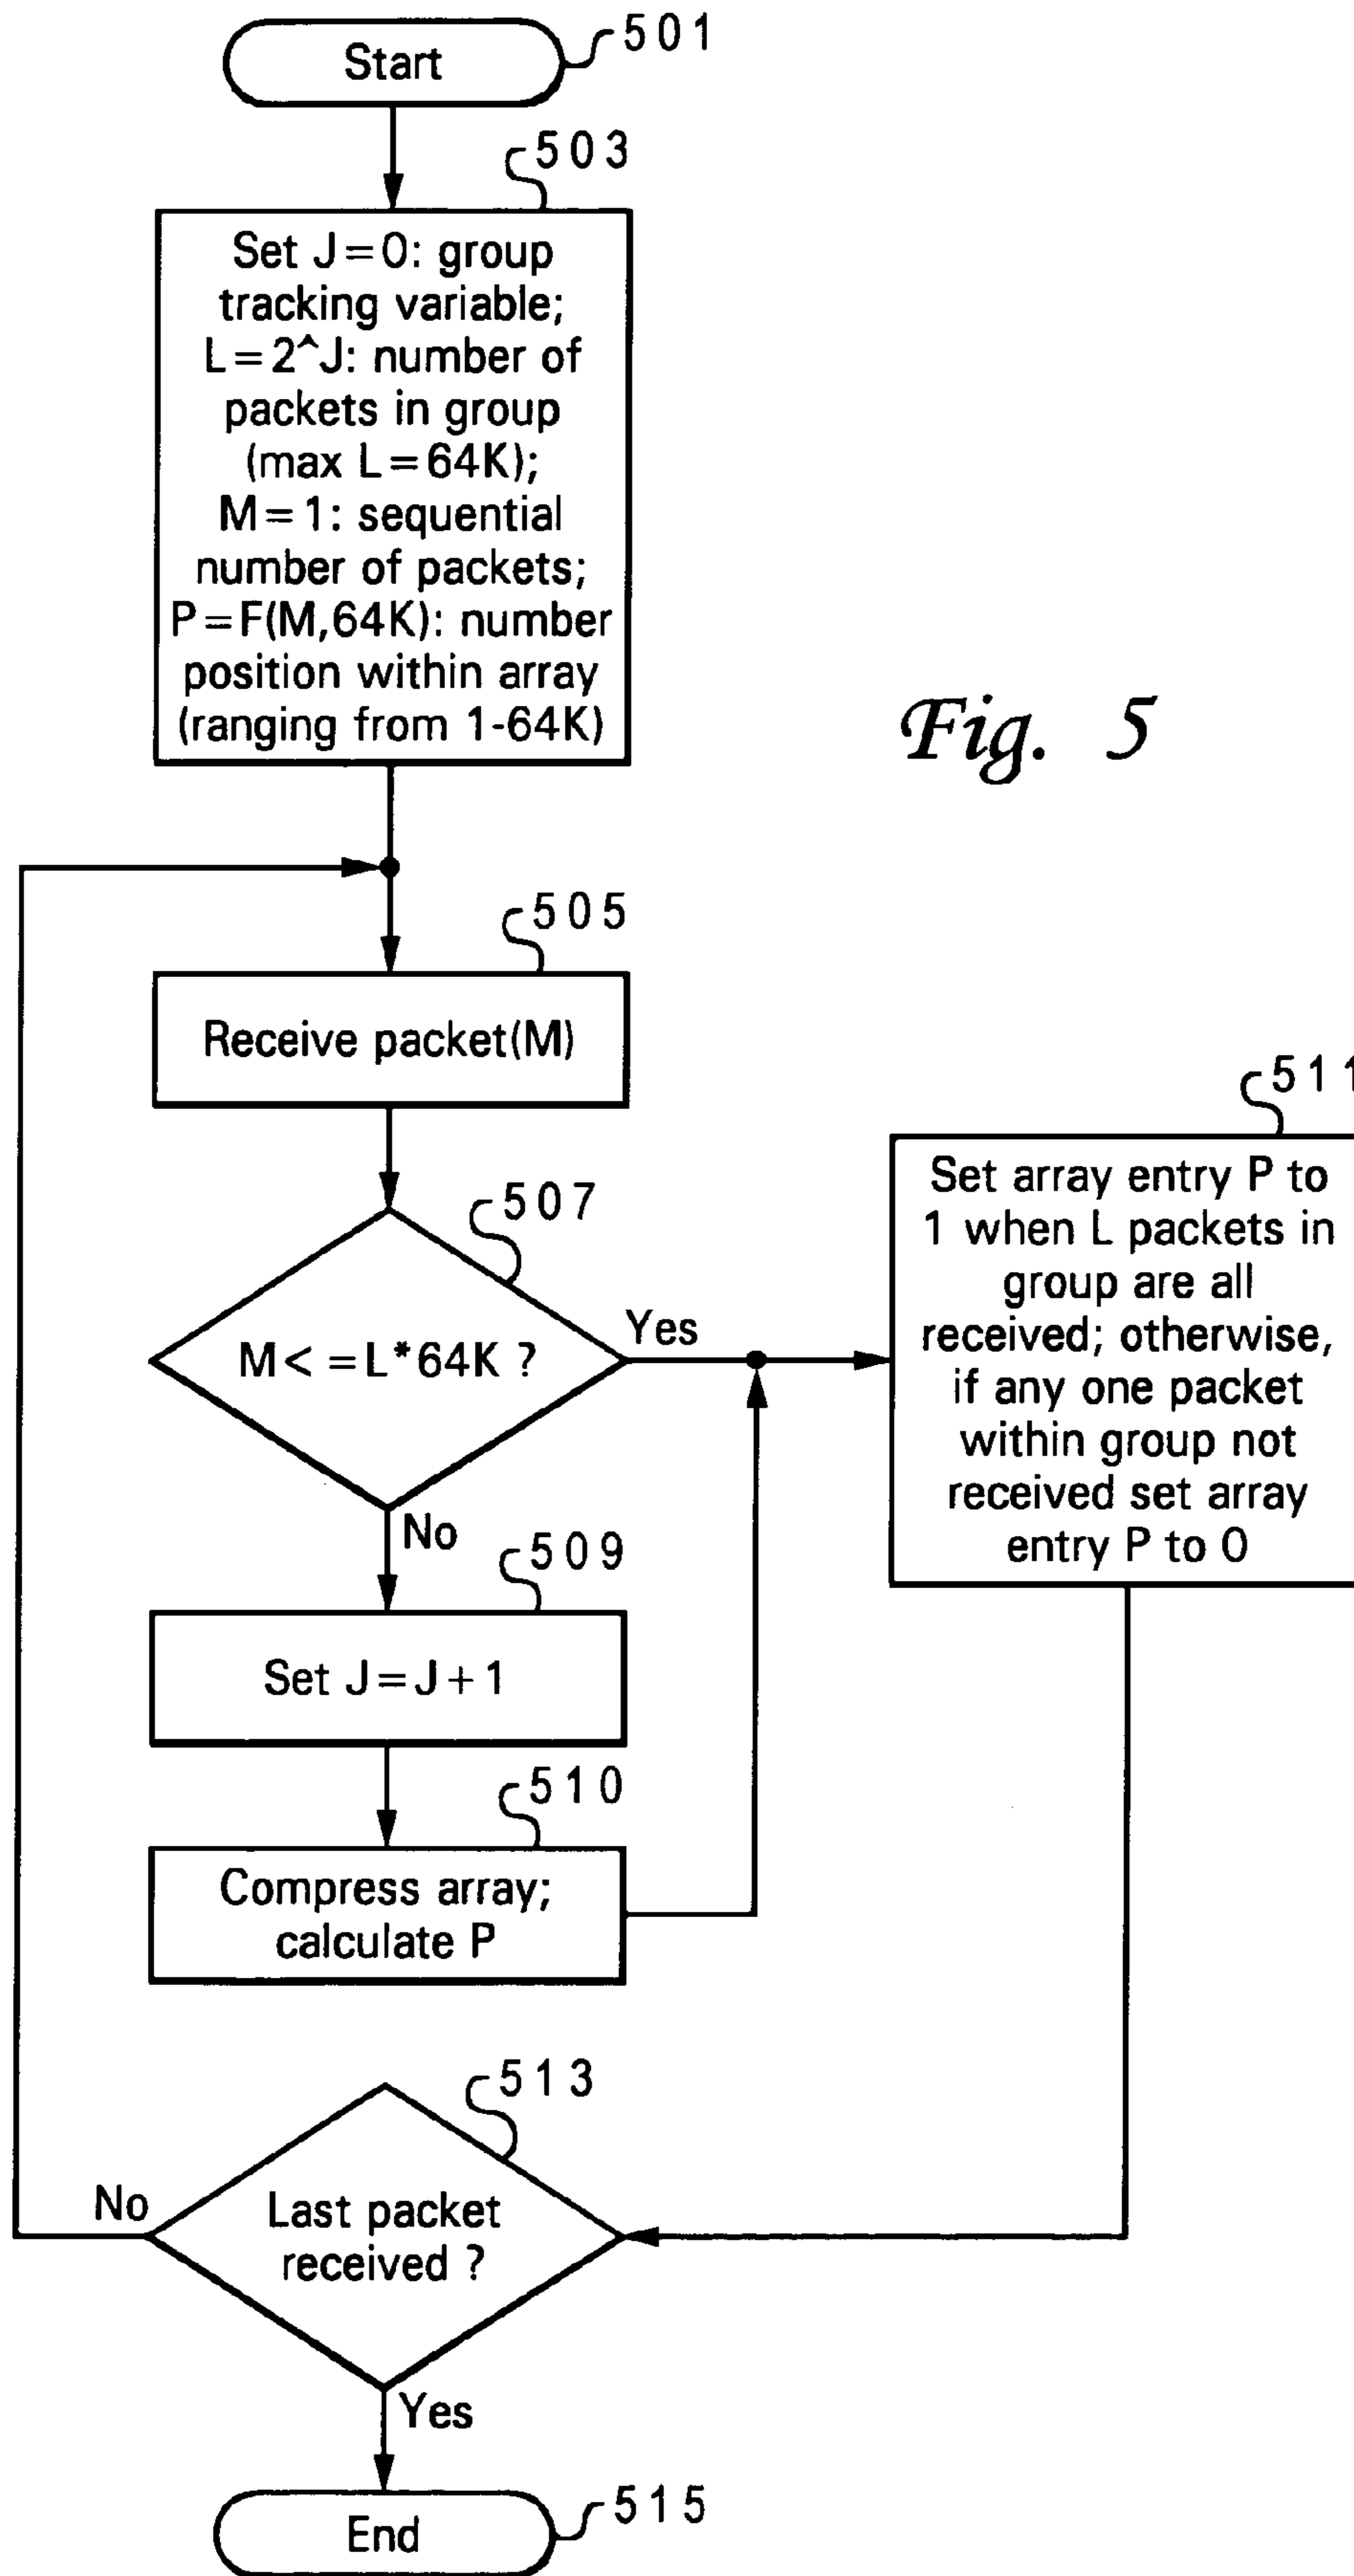 Start
501
503
Set J=0: group
tracking variable;
L=2^J: number of
packets in group
(max L=64K);
M=1: sequential
number of packets;
P=F(M,64K): number
position within array
(ranging from 1-64K)
Fig. 5
505
Receive packet(M)
507
M<=L*64K ?
Yes
No
511
Set array entry P to
1 when L packets in
group are all
received; otherwise,
if any one packet
within group not
received set array
entry P to 0
509
Set J=J+1
510
Compress array;
calculate P
513
Last packet
received ?
No
Yes
End
515